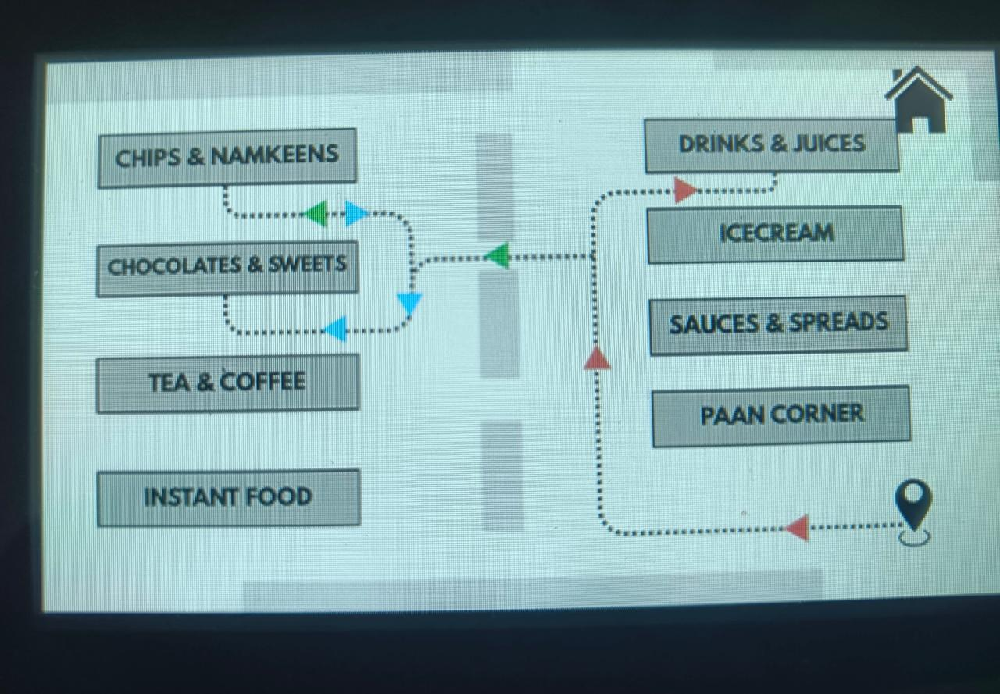 CHIPS & NAMKEENS
CHOCOLATES & SWEETS
TEA & COFFEE
INSTANT FOOD
DRINKS & JUICES
ICECREAM
SAUCES & SPREADS
PAAN CORNER